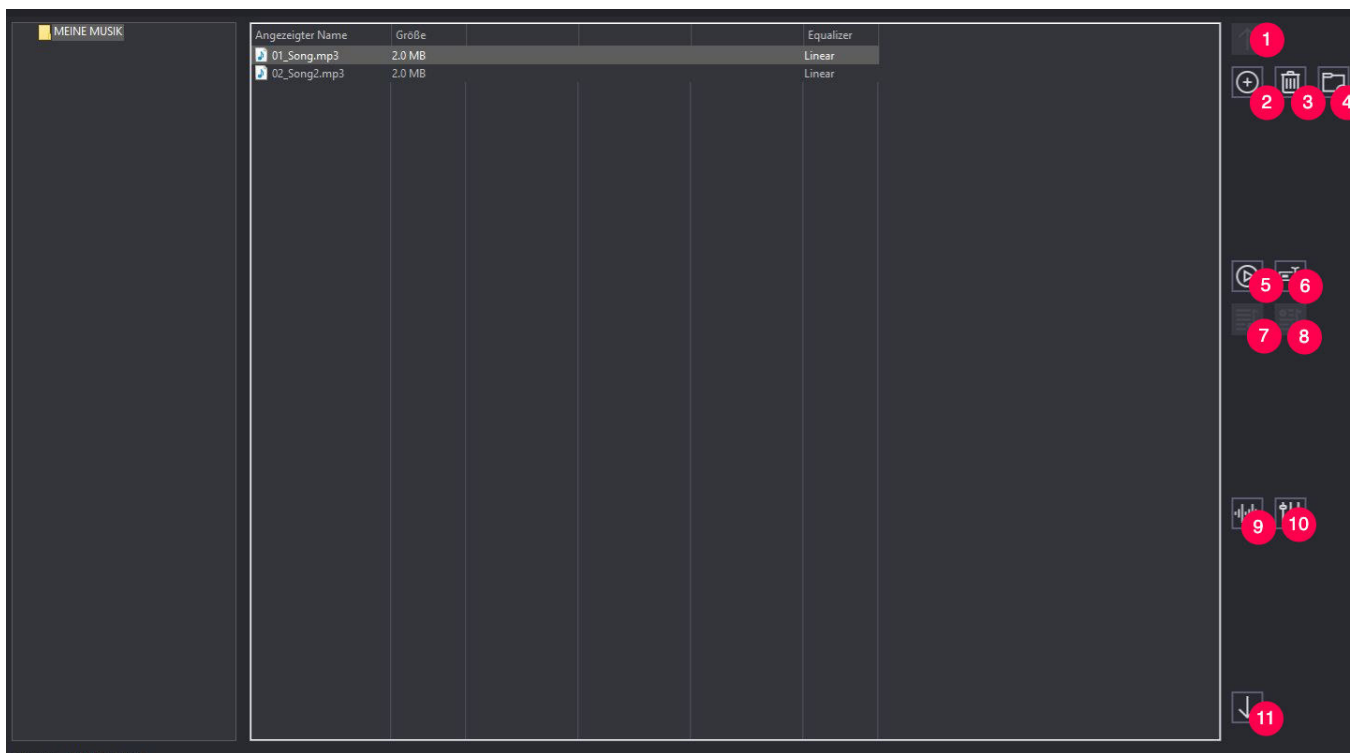 MEINE MUSIK
Angezeigter Name Größe Equalizer
01_Song.mp3 2.0 MB Linear
02_Song2.mp3 2.0 MB Linear
1
2 3 4
5 6
7 8
9 10
11